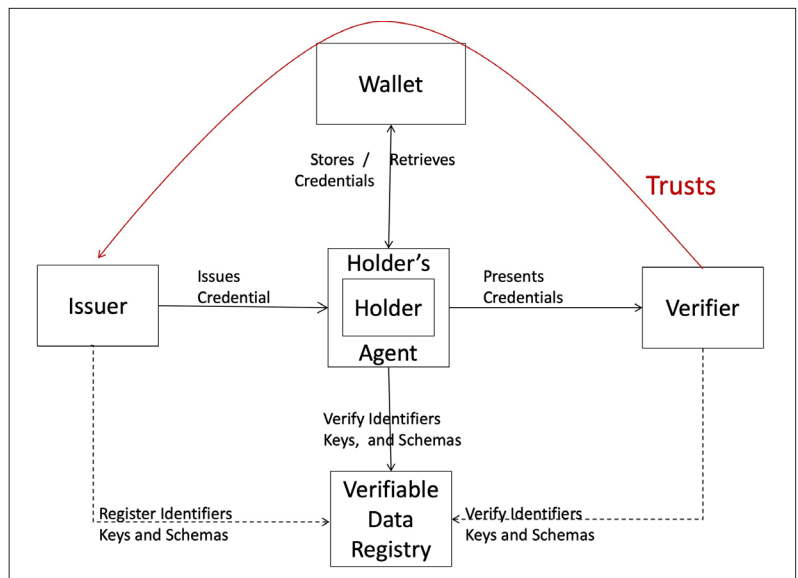 Wallet
Stores / Retrieves
Credentials
Trusts
Holder's
Issues
Credential
Presents
Credentials
Issuer
Holder
Verifier
Agent
Verify Identifiers
Keys, and Schemas
Verifiable
Data
Registry
Register Identifiers
Keys and Schemas
Verify Identifiers
Keys and Schemas